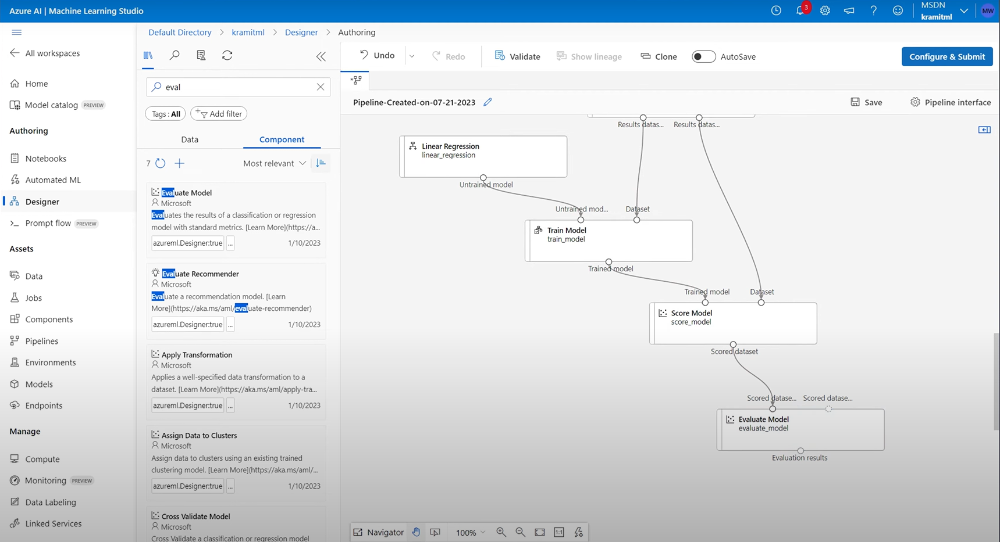 Azure AI | Machine Learning Studio
3
MSDN
kramitml
MW
Default Directory > kramitml > Designer > Authoring
All workspaces
Home
Model catalog PREVIEW
Authoring
Notebooks
Automated ML
Designer
Prompt flow PREVIEW
Assets
Data
Jobs
Components
Pipelines
Environments
Models
Endpoints
Manage
Compute
Monitoring PREVIEW
Data Labeling
Linked Services
eval
Tags : All
Add filter
Data
Component
7
Most relevant
Evaluate Model
Microsoft
Evaluates the results of a classification or regression
model with standard metrics. [Learn More](https://a...
azureml.Designer:true ... 1/10/2023
Evaluate Recommender
Microsoft
Evaluate a recommendation model. [Learn
More](https://aka.ms/aml/evaluate-recommender)
azureml.Designer:true ... 1/10/2023
Apply Transformation
Microsoft
Applies a well-specified data transformation to a
dataset. [Learn More](https://aka.ms/aml/apply-tra...
azureml.Designer:true ... 1/10/2023
Assign Data to Clusters
Microsoft
Assign data to clusters using an existing trained
clustering model. [Learn More](https://aka.ms/aml/...
azureml.Designer:true ... 1/10/2023
Cross Validate Model
Microsoft
Cross Validate a classification or regression model
Undo
Redo
Validate
Show lineage
Clone
AutoSave
Configure & Submit
Pipeline-Created-on-07-21-2023
Save
Pipeline interface
Results datas... Results datas...
Linear Regression
linear_regression
Untrained model
Untrained mod... Dataset
Train Model
train_model
Trained model
Trained model Dataset
Score Model
score_model
Scored dataset
Scored datase... Scored datase...
Evaluate Model
evaluate_model
Evaluation results
Navigator
100%
1:1